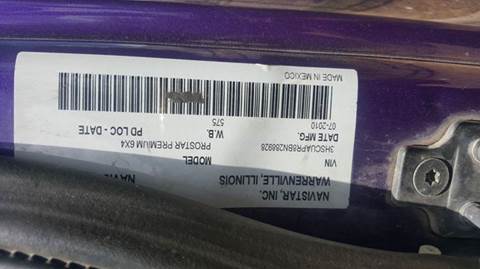 NAVISTAR, INC.
WARRENVILLE, ILLINOIS
VIN MODEL
3HSCUAPR8BN286928 PROSTAR PREMIUM 6X4
DATE MFG. W.B. PD LOC - DATE
07-2010 575
MADE IN MEXICO